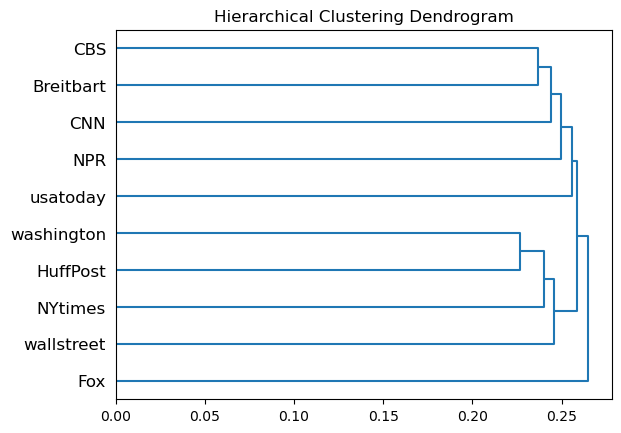 Hierarchical Clustering Dendrogram
CBS
Breitbart
CNN
NPR
usatoday
washington
HuffPost
NYtimes
wallstreet
Fox
0.00 0.05 0.10 0.15 0.20 0.25